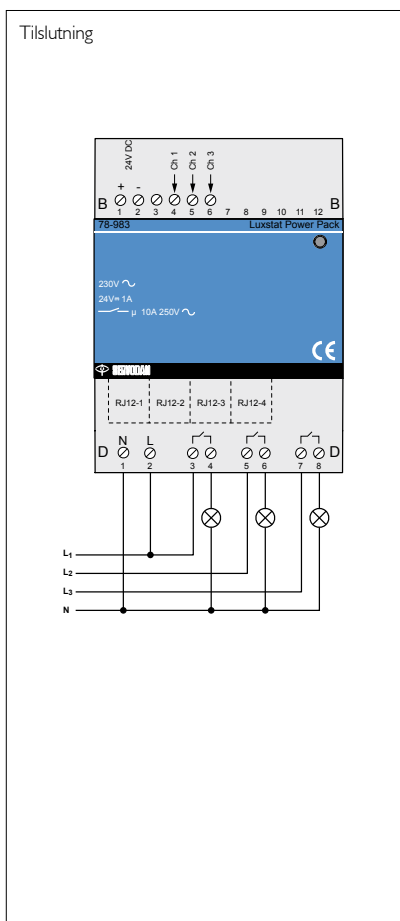 Tilslutning
24V DC
Ch 1
Ch 2
Ch 3
+ -
B B
1 2 3 4 5 6 7 8 9 10 11 12
78-983 Luxstat Power Pack
230V
24V= 1A
µ 10A 250V
CE
SERVODAN
RJ12-1 RJ12-2 RJ12-3 RJ12-4
D N L D
1 2 3 4 5 6 7 8
L1
L2
L3
N